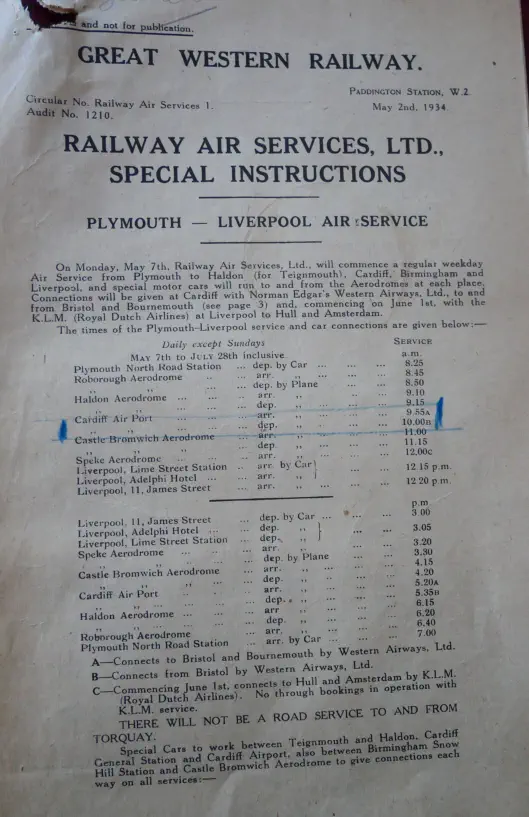 and not for publication.
GREAT WESTERN RAILWAY.
PADDINGTON STATION, W.2.
Circular No. Railway Air Services 1.
May 2nd, 1934.
Audit No. 1210.
RAILWAY AIR SERVICES, LTD.,
SPECIAL INSTRUCTIONS
PLYMOUTH — LIVERPOOL AIR SERVICE
On Monday, May 7th, Railway Air Services, Ltd., will commence a regular weekday
Air Service from Plymouth to Haldon (for Teignmouth), Cardiff, Birmingham and
Liverpool, and special motor cars will run to and from the Aerodromes at each place.
Connections will be given at Cardiff with Norman Edgar's Western Airways, Ltd., to and
from Bristol and Bournemouth (see page 3) and, commencing on June 1st, with the
K.L.M. (Royal Dutch Airlines) at Liverpool to Hull and Amsterdam.
The times of the Plymouth-Liverpool service and car connections are given below:—
Daily except Sundays SERVICE
MAY 7th to JULY 28th inclusive a.m.
Plymouth North Road Station ... dep. by Car ... ... ... 8.25
Roborough Aerodrome ... ... arr. ,, ... ... ... 8.45
,, ,, ... ... dep. by Plane ... ... 8.50
Haldon Aerodrome ... ... ... arr. ,, ... ... ... 9.10
,, ,, ... ... ... dep. ,, ... ... ... 9.15
Cardiff Air Port ... ... ... arr. ,, ... ... ... 9.55A
,, ,, ... ... ... dep. ,, ... ... ... 10.00B
Castle Bromwich Aerodrome ... arr. ,, ... ... ... 11.00
,, ,, ,, ... dep. ,, ... ... ... 11.15
Speke Aerodrome ... ... ... arr. ,, ... ... ... 12.00C
Liverpool, Lime Street Station .. arr. by Car }
Liverpool, Adelphi Hotel ... ... arr. ,, } ... ... 12 15 p.m.
Liverpool, 11, James Street ... arr. ,, ... ... ... 12 20 p.m.
p.m
Liverpool, 11, James Street ... dep. by Car ... ... ... 3 00
Liverpool, Adelphi Hotel ... ... dep. ,, }
Liverpool, Lime Street Station ... dep. ,, } ... ... ... 3.05
Speke Aerodrome ... ... ... arr. ,, ... ... ... 3.20
,, ,, ... ... ... dep. by Plane ... ... 3.30
Castle Bromwich Aerodrome ... arr. ,, ... ... ... 4.15
,, ,, ,, ... dep. ,, ... ... ... 4.20
Cardiff Air Port ... ... ... arr. ,, ... ... ... 5.20A
,, ,, ... ... ... dep. ,, ... ... ... 5.35B
Haldon Aerodrome ... ... ... arr ,, ... ... ... 6.15
,, ,, ... ... ... dep ,, ... ... ... 6.20
Roborough Aerodrome ... ... arr. ,, ... ... ... 6.40
Plymouth North Road Station ... arr. by Car ... ... ... 7.00
A—Connects to Bristol and Bournemouth by Western Airways, Ltd.
B—Connects from Bristol by Western Airways, Ltd.
C—Commencing June 1st, connects to Hull and Amsterdam by K.L.M.
(Royal Dutch Airlines). No through bookings in operation with
K.L.M. service.
THERE WILL NOT BE A ROAD SERVICE TO AND FROM
TORQUAY.
Special Cars to work between Teignmouth and Haldon, Cardiff
General Station and Cardiff Airport, also between Birmingham Snow
Hill Station and Castle Bromwich Aerodrome to give connections each
way on all services:—